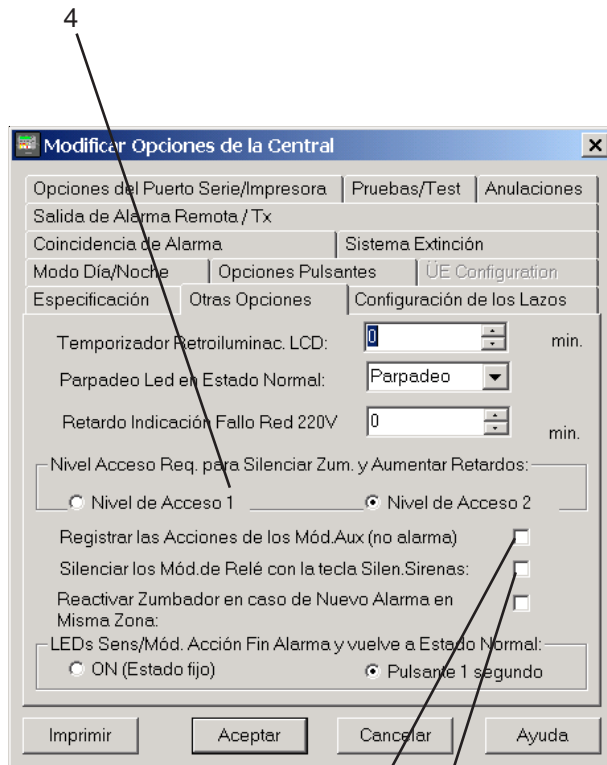 4
Modificar Opciones de la Central
Opciones del Puerto Serie/Impresora Pruebas/Test Anulaciones
Salida de Alarma Remota / Tx
Coincidencia de Alarma Sistema Extinción
Modo Día/Noche Opciones Pulsantes ÜE Configuration
Especificación Otras Opciones Configuración de los Lazos
Temporizador Retroiluminac. LCD: 0 min.
Parpadeo Led en Estado Normal: Parpadeo
Retardo Indicación Fallo Red 220V 0 min.
Nivel Acceso Req. para Silenciar Zum. y Aumentar Retardos:
Nivel de Acceso 1 Nivel de Acceso 2
Registrar las Acciones de los Mód.Aux (no alarma)
Silenciar los Mód.de Relé con la tecla Silen.Sirenas:
Reactivar Zumbador en caso de Nuevo Alarma en
Misma Zona:
LEDs Sens/Mód. Acción Fin Alarma y vuelve a Estado Normal:
ON (Estado fijo) Pulsante 1 segundo
Imprimir Aceptar Cancelar Ayuda